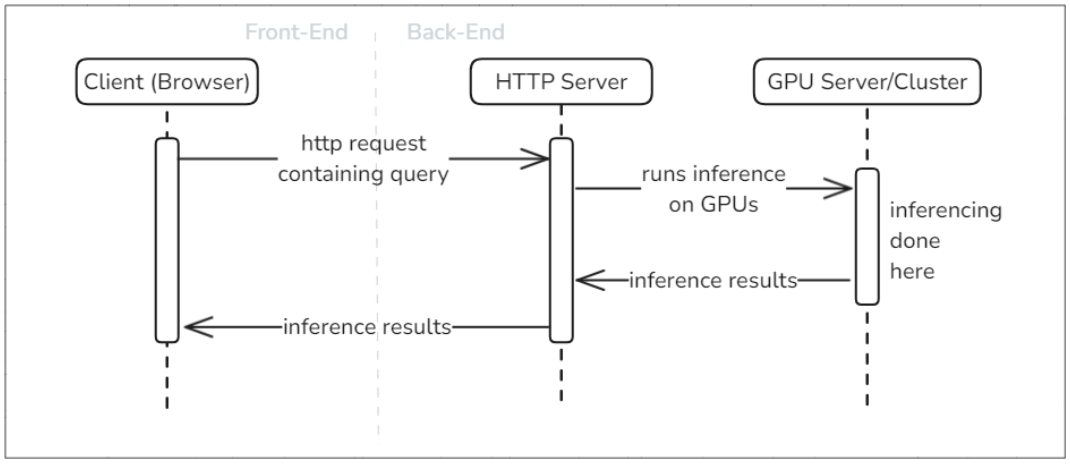 Front-End
Back-End
Client (Browser)
HTTP Server
GPU Server/Cluster
http request
containing query
runs inference
on GPUs
inferencing
done
here
inference results
inference results